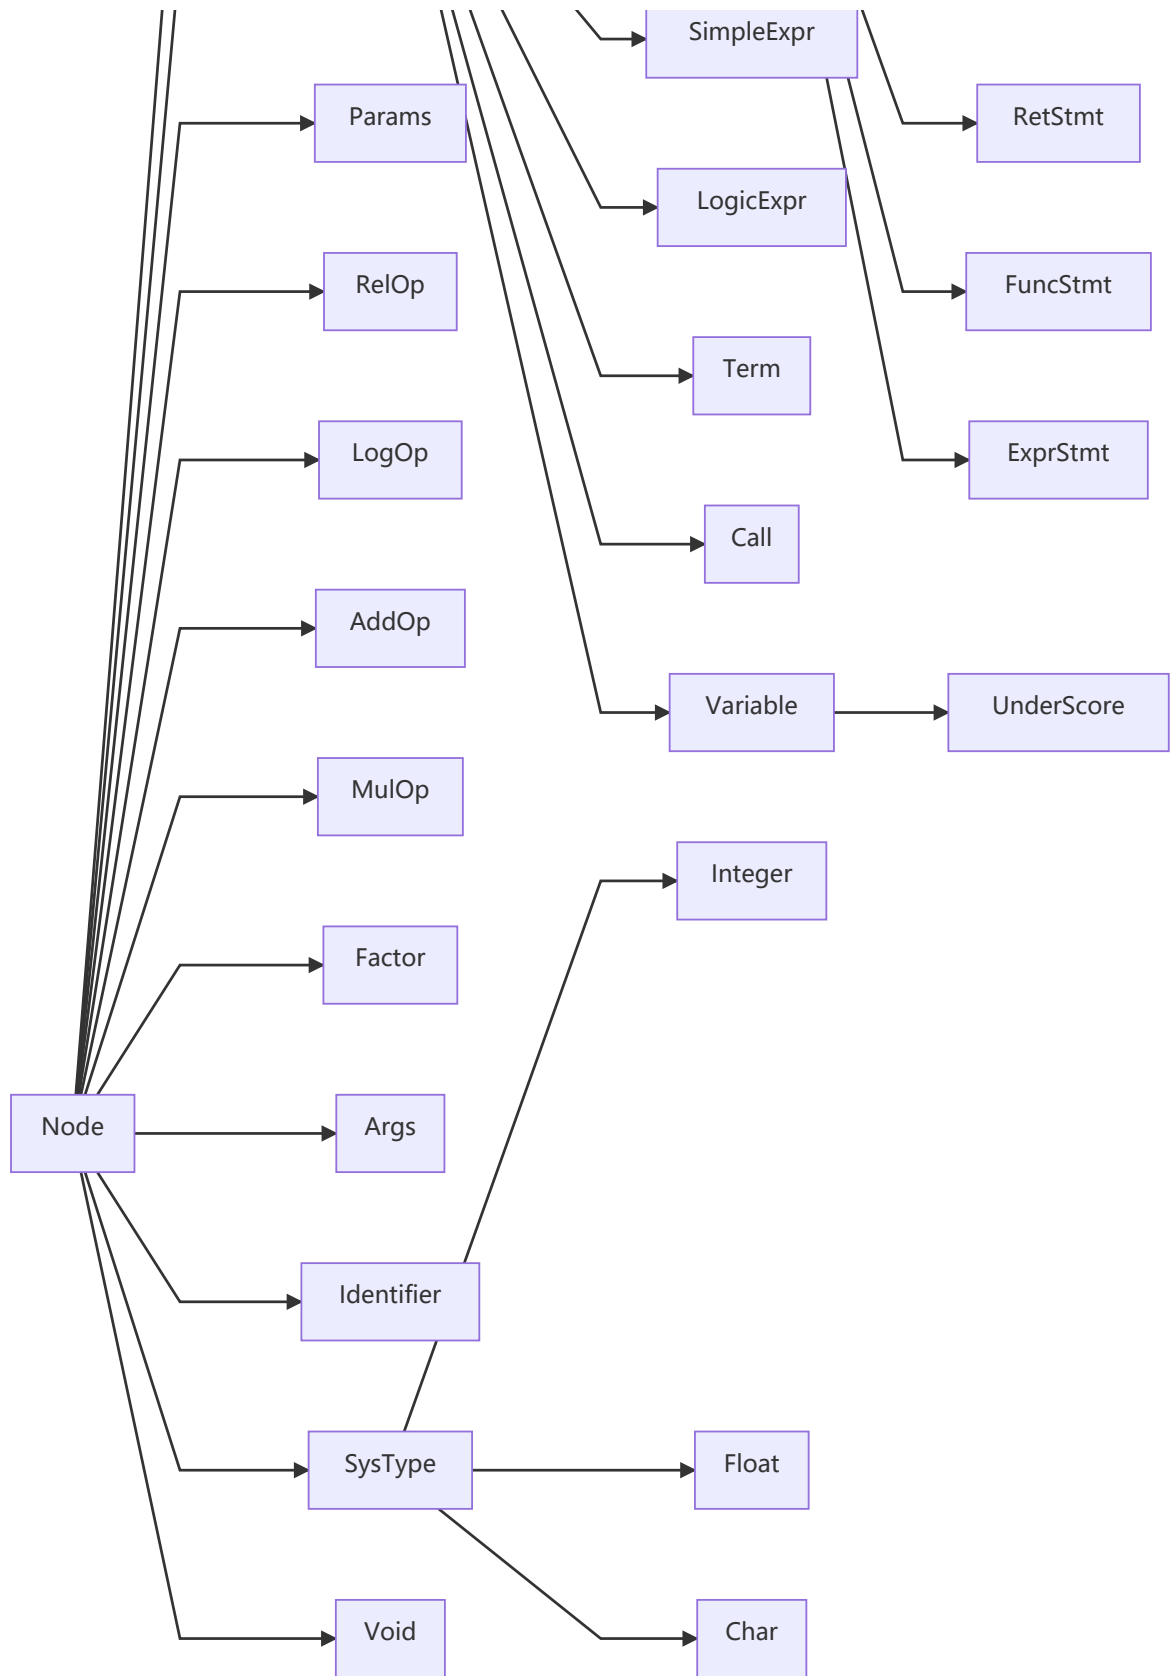 SimpleExpr
Params
RetStmt
LogicExpr
RelOp
FuncStmt
Term
LogOp
ExprStmt
Call
AddOp
Variable
UnderScore
MulOp
Integer
Factor
Node
Args
Identifier
SysType
Float
Void
Char